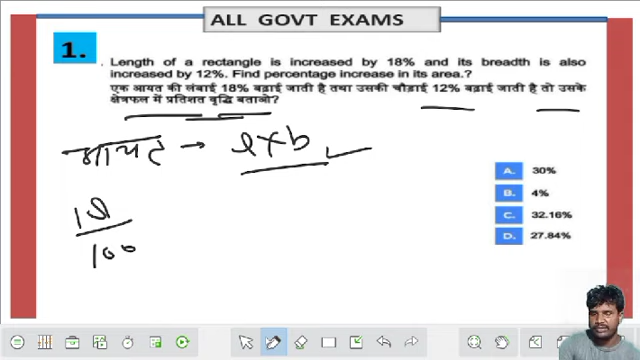 ALL GOVT EXAMS
1.
Length of a rectangle is increased by 18% and its breadth is also
increased by 12%. Find percentage increase in its area.?
एक आयत की लंबाई 18% बढ़ाई जाती है तथा उसकी चौड़ाई 12% बढ़ाई जाती है तो उसके
क्षेत्रफल में प्रतिशत वृद्धि बताओ?
आयत → l×b
A. 30%
B. 4%
C. 32.16%
D. 27.84%
18
100